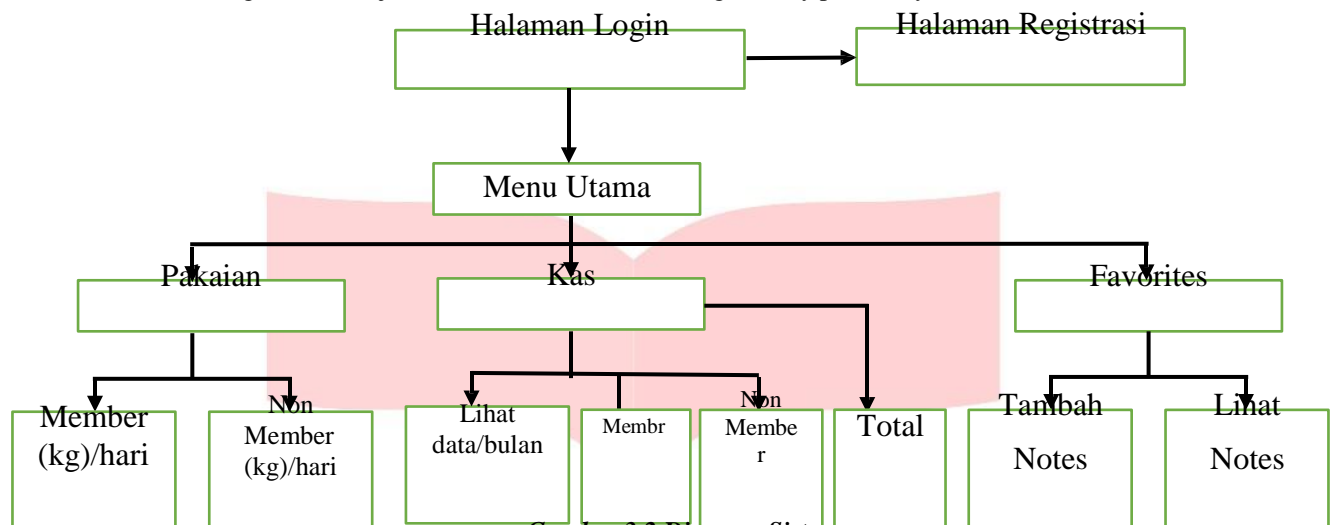 Halaman Login
Halaman Registrasi
Menu Utama
Pakaian
Kas
Favorites
Member
(kg)/hari
Non
Member
(kg)/hari
Lihat
data/bulan
Membr
Non
Membe
r
Total
Tambah
Notes
Lihat
Notes